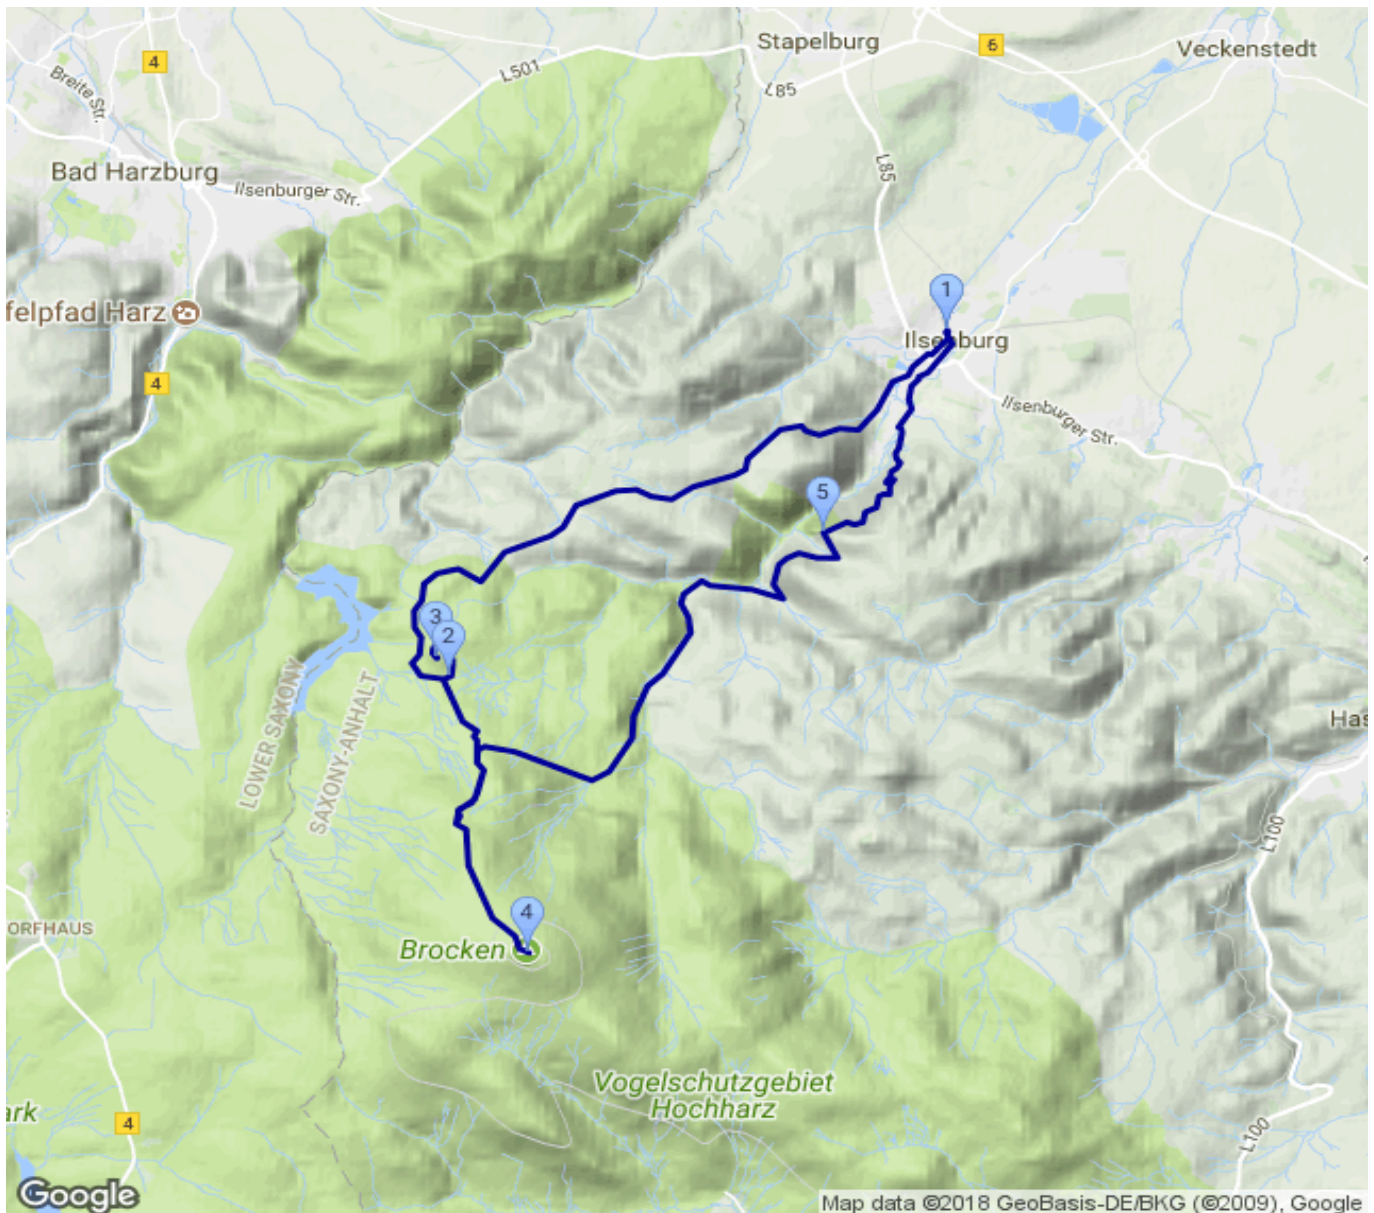 Stapelburg
6
Veckenstedt
4
L501
Breite Str.
L85
Bad Harzburg
Ilsenburger Str.
L85
1
felpfad Harz
Ilsenburg
4
Ilsenburger Str.
5
3
2
LOWER SAXONY
SAXONY-ANHALT
Has
L100
4
ORFHAUS
Brocken
Vogelschutzgebiet
Hochharz
ark
4
L100
Google
Map data ©2018 GeoBasis-DE/BKG (©2009), Google